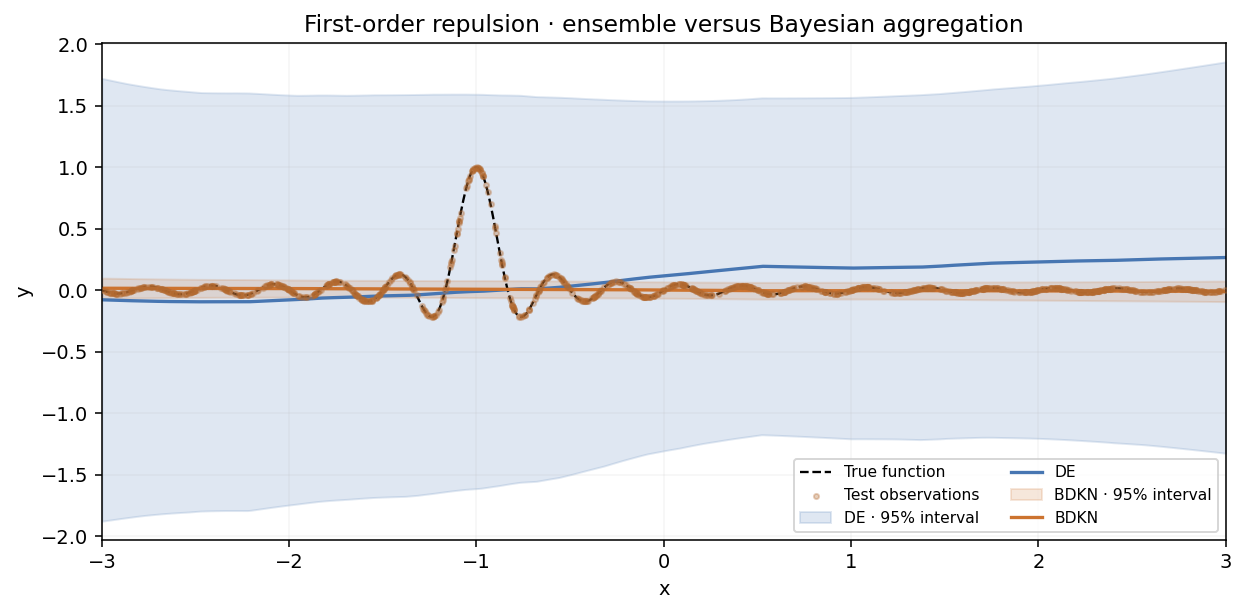 First-order repulsion · ensemble versus Bayesian aggregation
2.0
1.5
1.0
0.5
0.0
−0.5
−1.0
−1.5
−2.0
y
−3
−2
−1
0
1
2
3
x
True function
Test observations
DE · 95% interval
DE
BDKN · 95% interval
BDKN